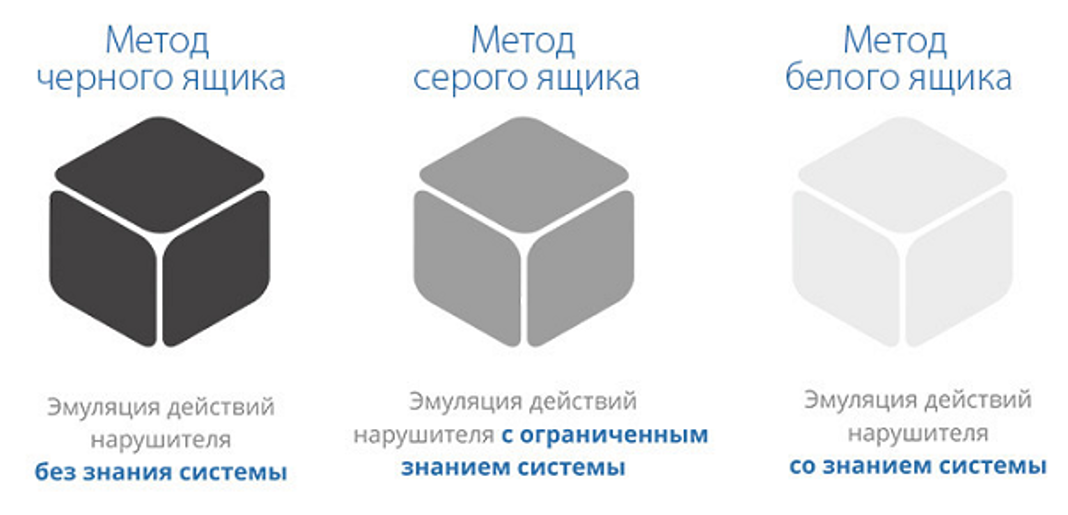 Метод
черного ящика
Эмуляция действий
нарушителя
без знания системы
Метод
серого ящика
Эмуляция действий
нарушителя с ограниченным
знанием системы
Метод
белого ящика
Эмуляция действий
нарушителя
со знанием системы